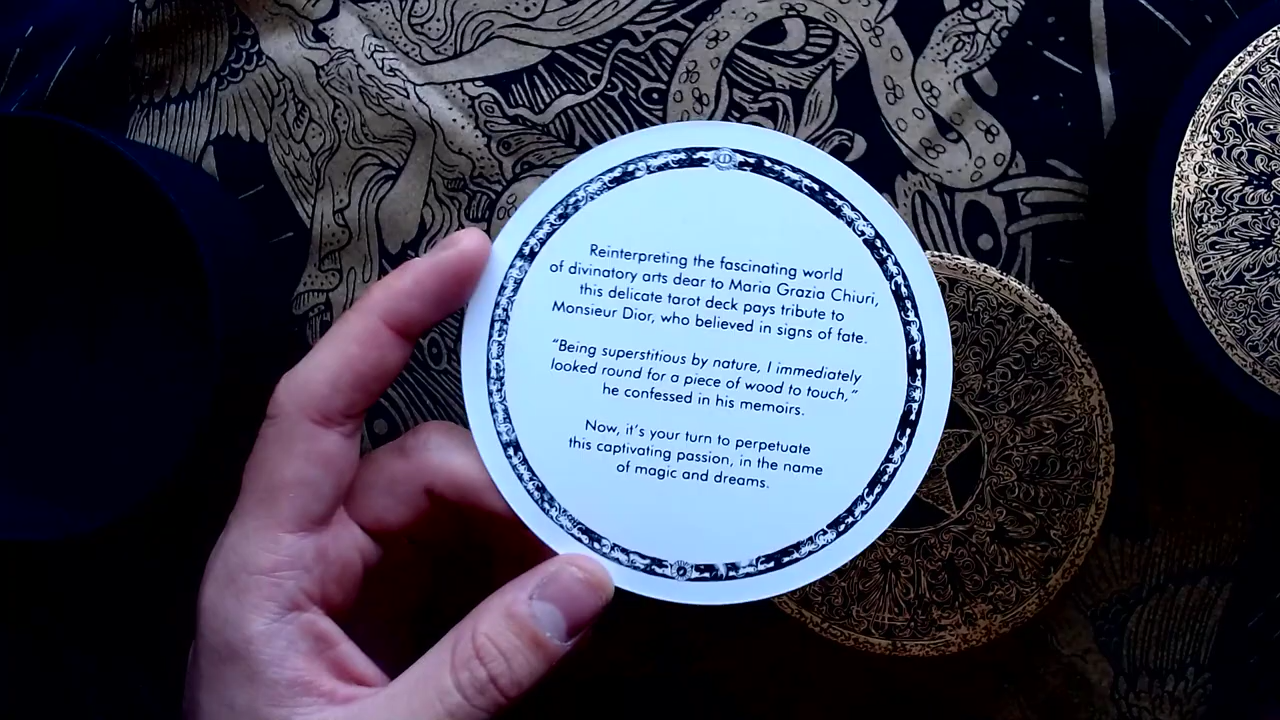 Reinterpreting the fascinating world
of divinatory arts dear to Maria Grazia Chiuri,
this delicate tarot deck pays tribute to
Monsieur Dior, who believed in signs of fate.
“Being superstitious by nature, I immediately
looked round for a piece of wood to touch,”
he confessed in his memoirs.
Now, it’s your turn to perpetuate
this captivating passion, in the name
of magic and dreams.